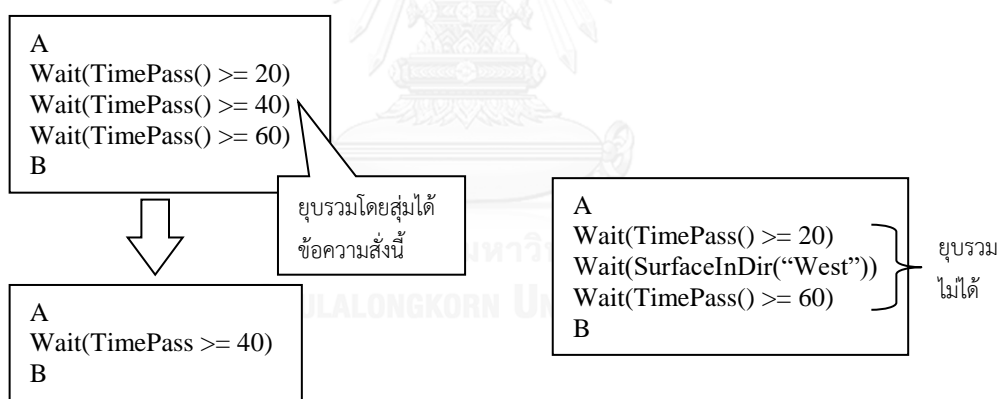 A
Wait(TimePass() >= 20)
Wait(TimePass() >= 40)
Wait(TimePass() >= 60)
B
ยุบรวมโดยสุ่มได้
ข้อความสั่งนี้
A
Wait(TimePass >= 40)
B
A
Wait(TimePass() >= 20)
Wait(SurfaceInDir(“West”))
Wait(TimePass() >= 60)
B
ยุบรวม
ไม่ได้